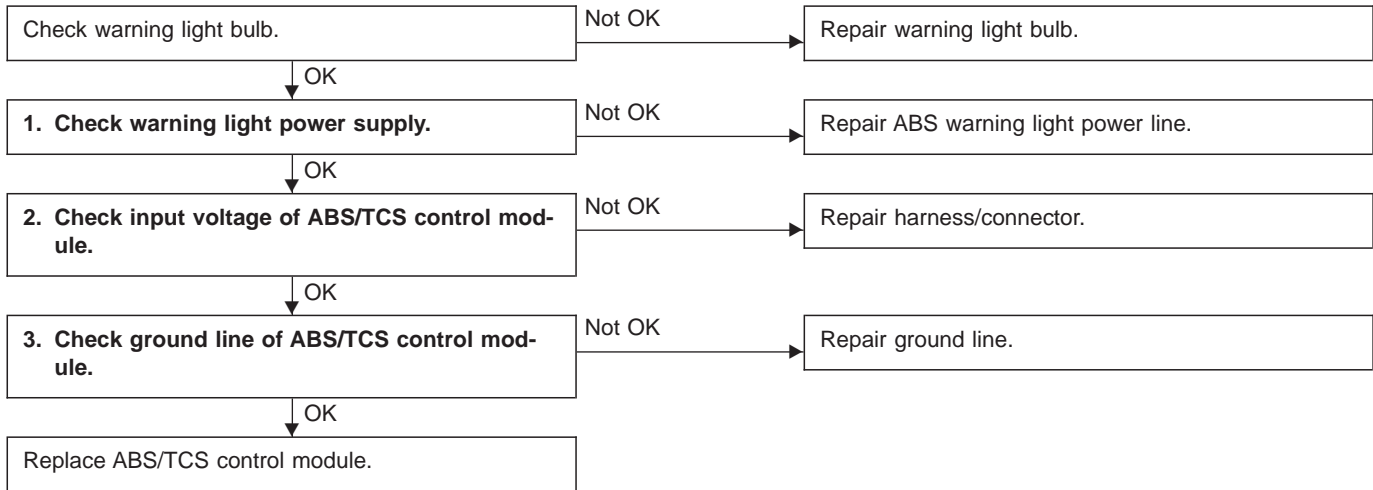 Check warning light bulb.
Not OK
Repair warning light bulb.
OK
1. Check warning light power supply.
Not OK
Repair ABS warning light power line.
OK
2. Check input voltage of ABS/TCS control mod-
ule.
Not OK
Repair harness/connector.
OK
3. Check ground line of ABS/TCS control mod-
ule.
Not OK
Repair ground line.
OK
Replace ABS/TCS control module.